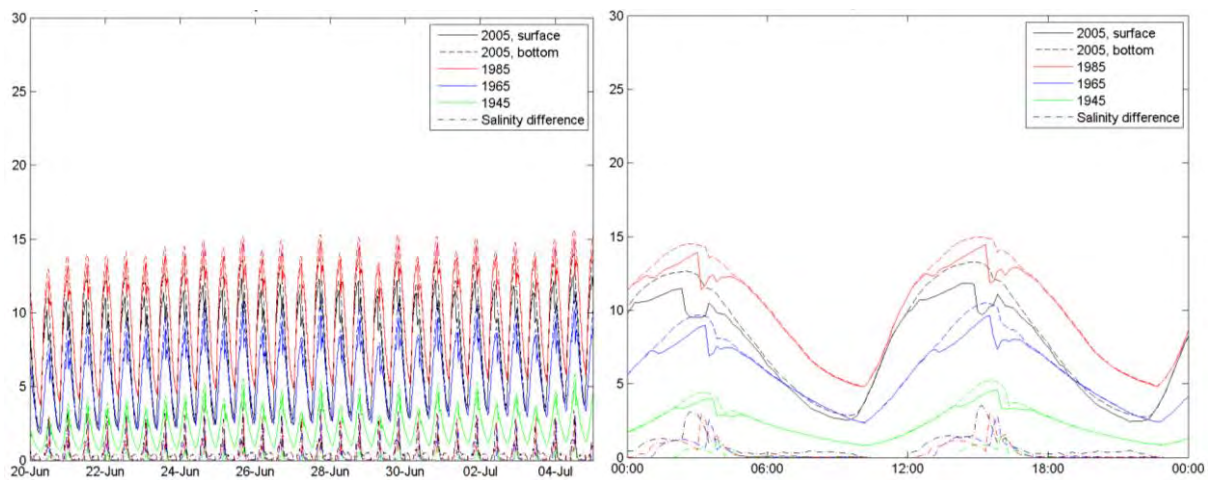 30
25
20
15
10
5
0
20-Jun 22-Jun 24-Jun 26-Jun 28-Jun 30-Jun 02-Jul 04-Jul
2005, surface
2005, bottom
1985
1965
1945
Salinity difference
30
25
20
15
10
5
0
00:00 06:00 12:00 18:00 00:00
2005, surface
2005, bottom
1985
1965
1945
Salinity difference